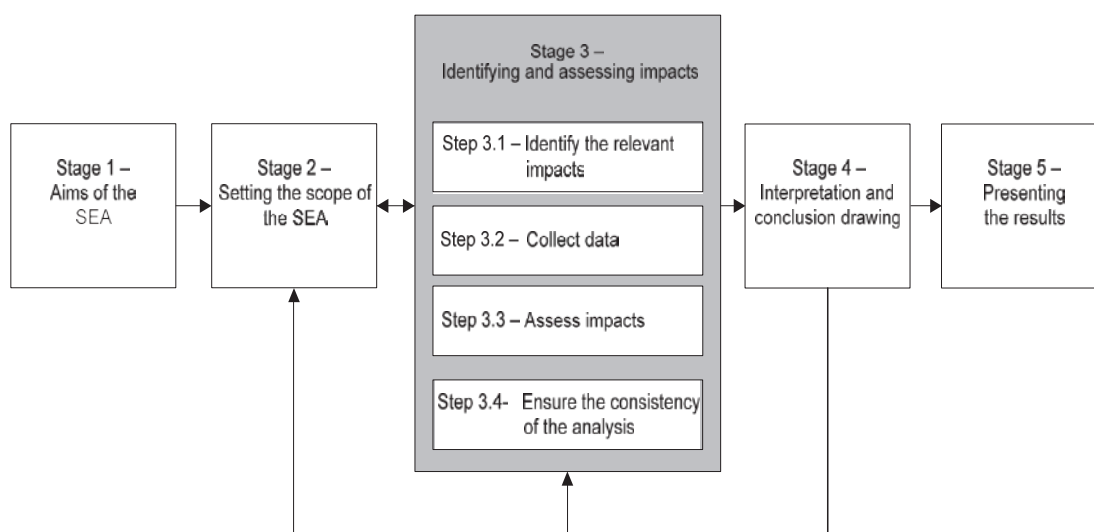 Stage 1 –
Aims of the
SEA
Stage 2 –
Setting the scope of
the SEA
Stage 3 –
Identifying and assessing impacts
Step 3.1 – Identify the relevant
impacts
Step 3.2 – Collect data
Step 3.3 – Assess impacts
Step 3.4- Ensure the consistency
of the analysis
Stage 4 –
Interpretation and
conclusion drawing
Stage 5 –
Presenting
the results